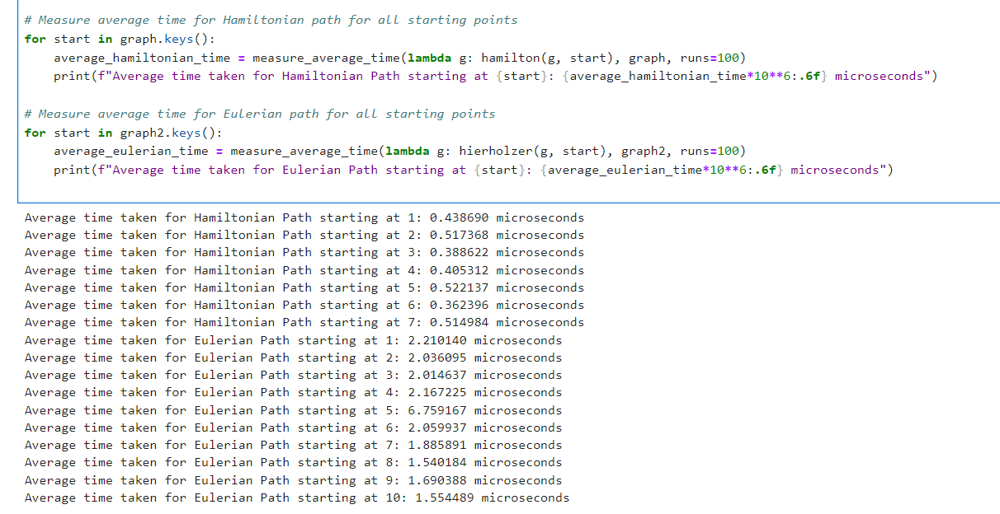 # Measure average time for Hamiltonian path for all starting points
for start in graph.keys():
    average_hamiltonian_time = measure_average_time(lambda g: hamilton(g, start), graph, runs=100)
    print(f"Average time taken for Hamiltonian Path starting at {start}: {average_hamiltonian_time*10**6:.6f} microseconds")

# Measure average time for Eulerian path for all starting points
for start in graph2.keys():
    average_eulerian_time = measure_average_time(lambda g: hierholzer(g, start), graph2, runs=100)
    print(f"Average time taken for Eulerian Path starting at {start}: {average_eulerian_time*10**6:.6f} microseconds")

Average time taken for Hamiltonian Path starting at 1: 0.438690 microseconds
Average time taken for Hamiltonian Path starting at 2: 0.517368 microseconds
Average time taken for Hamiltonian Path starting at 3: 0.388622 microseconds
Average time taken for Hamiltonian Path starting at 4: 0.405312 microseconds
Average time taken for Hamiltonian Path starting at 5: 0.522137 microseconds
Average time taken for Hamiltonian Path starting at 6: 0.362396 microseconds
Average time taken for Hamiltonian Path starting at 7: 0.514984 microseconds
Average time taken for Eulerian Path starting at 1: 2.210140 microseconds
Average time taken for Eulerian Path starting at 2: 2.036095 microseconds
Average time taken for Eulerian Path starting at 3: 2.014637 microseconds
Average time taken for Eulerian Path starting at 4: 2.167225 microseconds
Average time taken for Eulerian Path starting at 5: 6.759167 microseconds
Average time taken for Eulerian Path starting at 6: 2.059937 microseconds
Average time taken for Eulerian Path starting at 7: 1.885891 microseconds
Average time taken for Eulerian Path starting at 8: 1.540184 microseconds
Average time taken for Eulerian Path starting at 9: 1.690388 microseconds
Average time taken for Eulerian Path starting at 10: 1.554489 microseconds